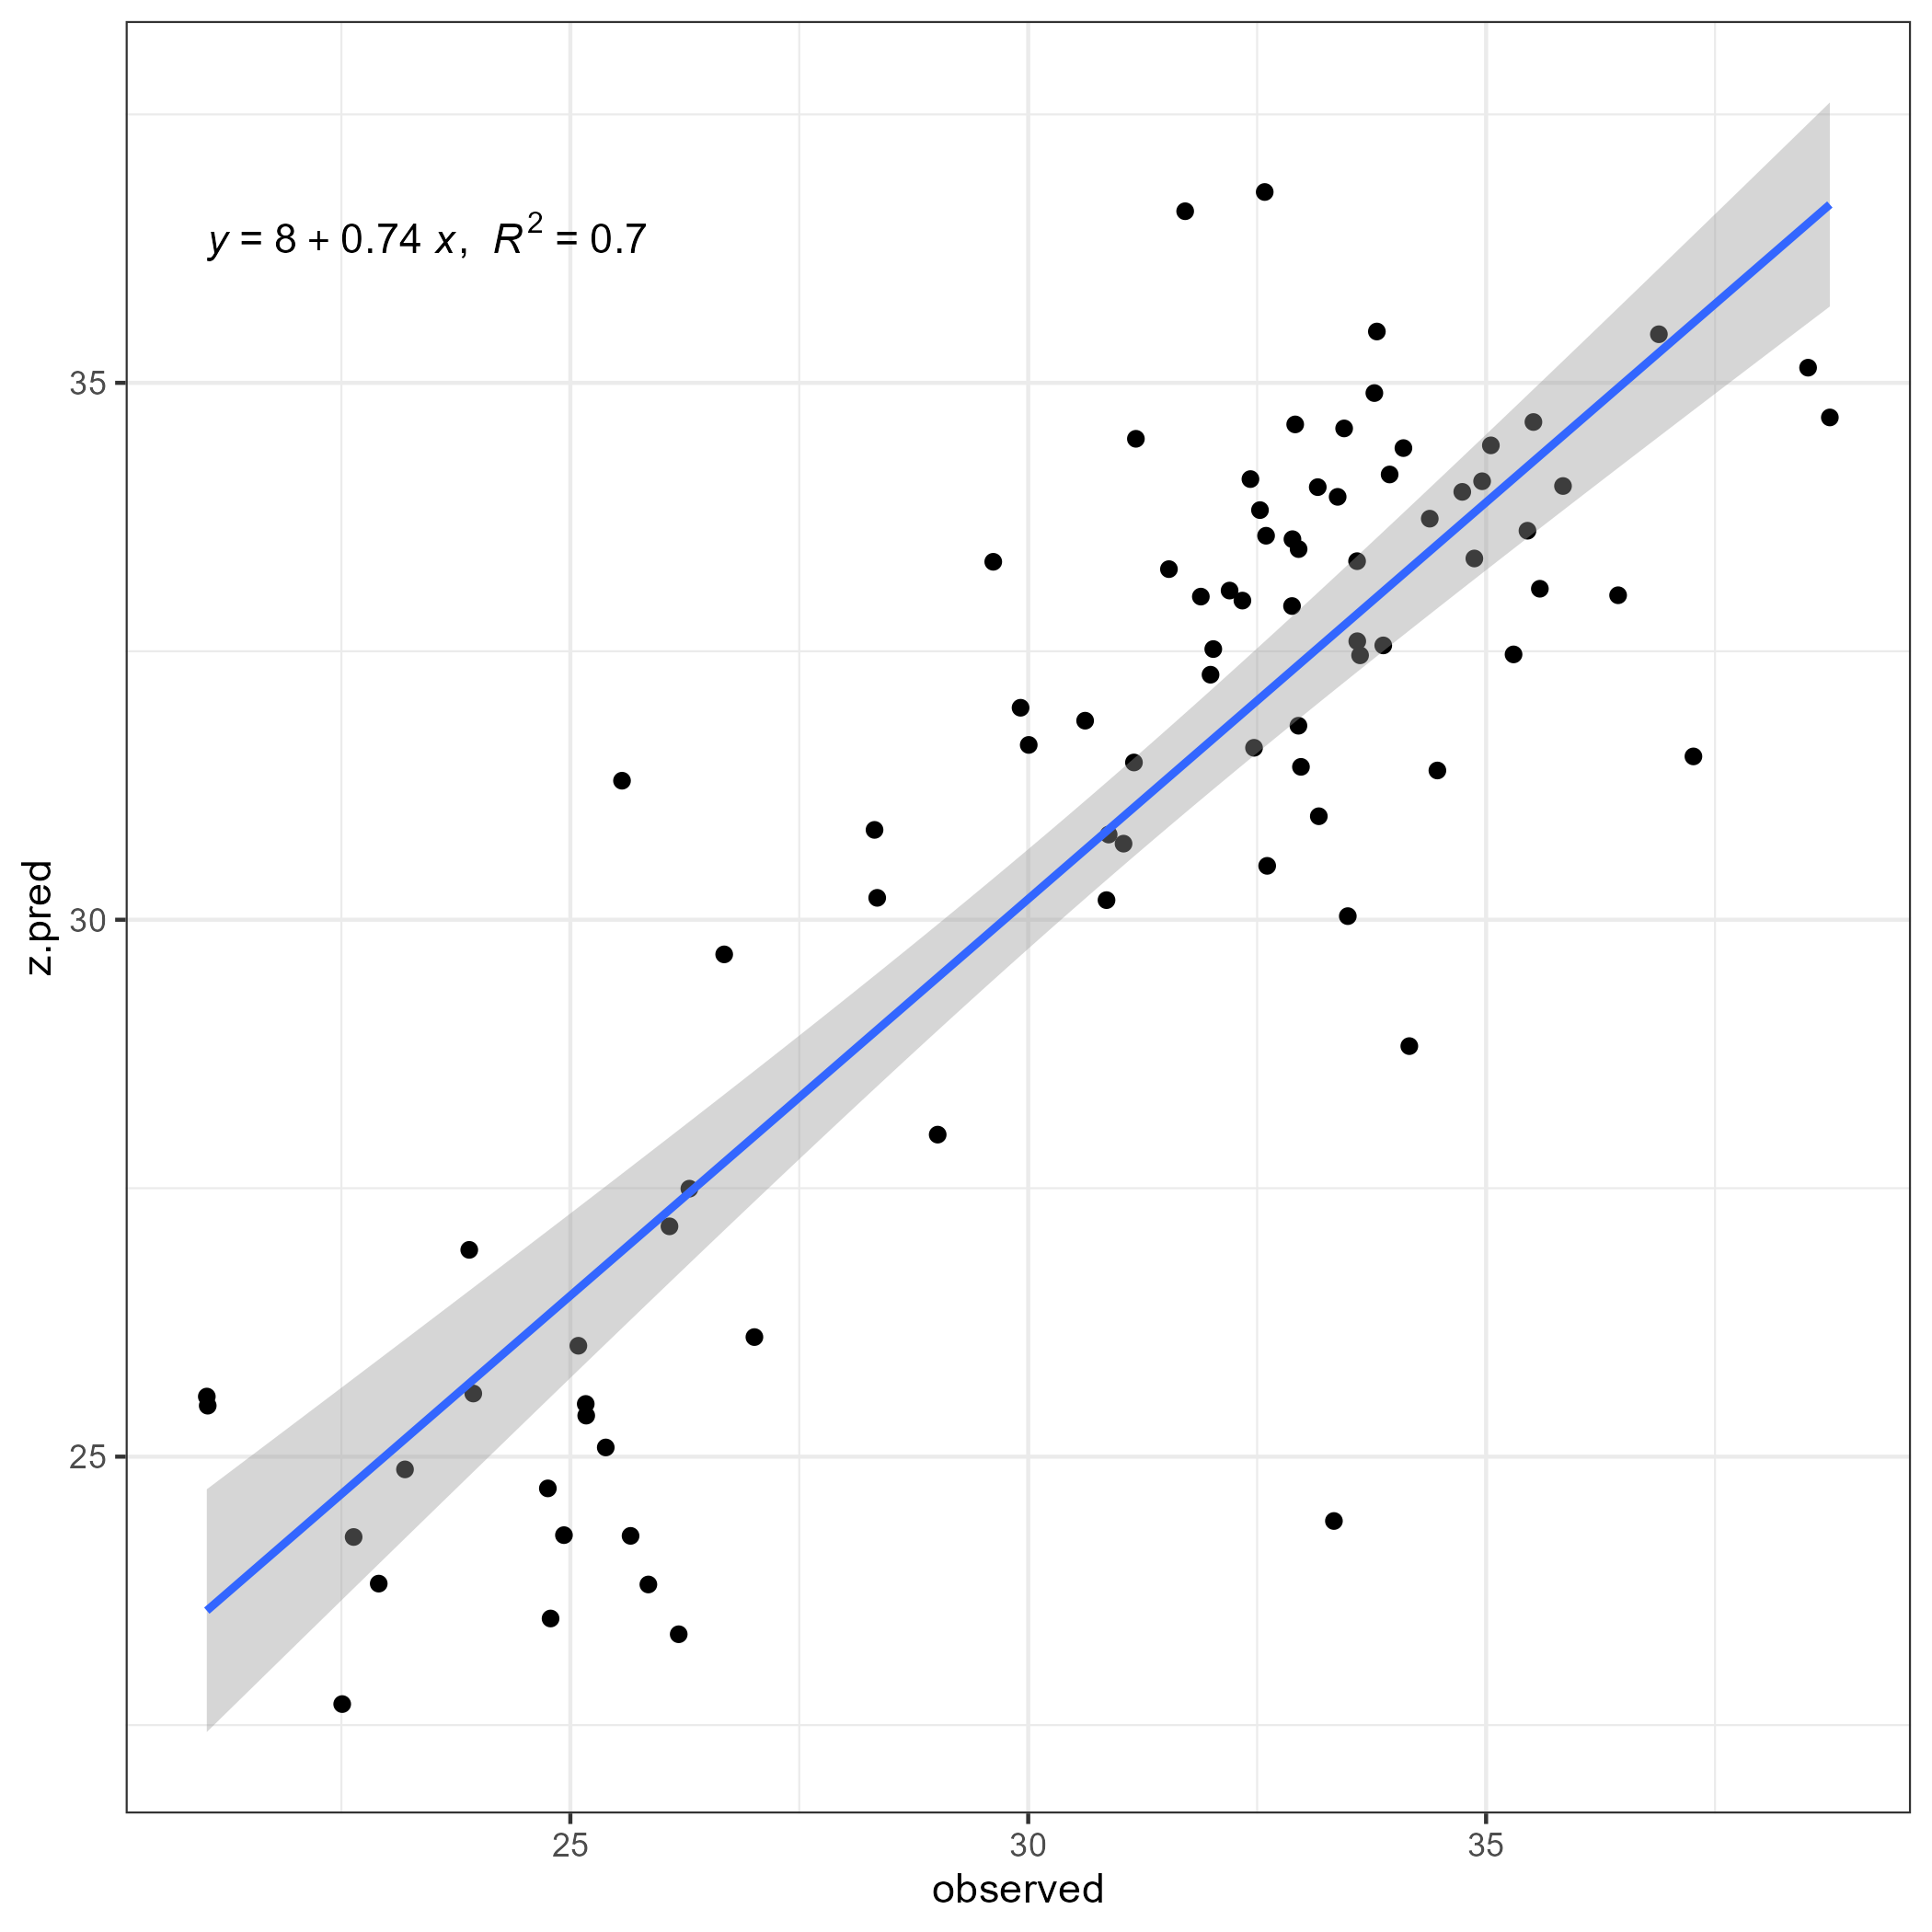 y = 8 + 0.74 x, R² = 0.7
35
30
25
z.pred
25 30 35
observed